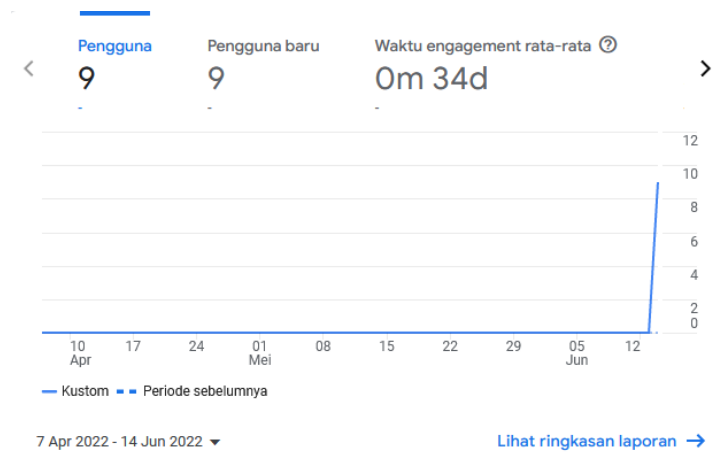 Pengguna
9
-
Pengguna baru
9
-
Waktu engagement rata-rata
0m 34d
-
12
10
8
6
4
2
0
10 Apr
17
24
01 Mei
08
15
22
29
05 Jun
12
Kustom
Periode sebelumnya
7 Apr 2022 - 14 Jun 2022
Lihat ringkasan laporan →